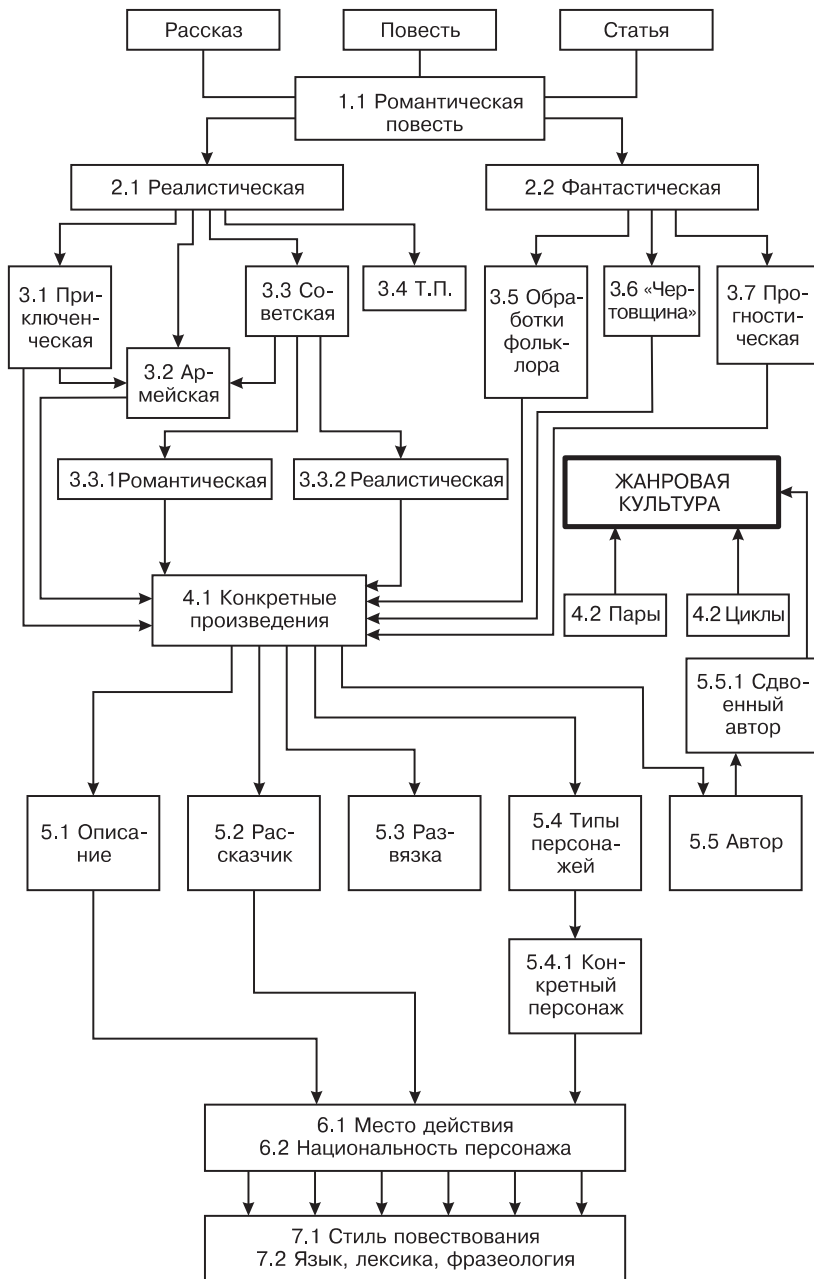 Рассказ
Повесть
Статья
1.1 Романтическая
повесть
2.1 Реалистическая
2.2 Фантастическая
3.1 При-
ключен-
ческая
3.2 Ар-
мейская
3.3 Со-
ветская
3.4 Т.П.
3.5 Обра-
ботки
фольк-
лора
3.6 «Чер-
товщина»
3.7 Про-
гности-
ческая
3.3.1Романтическая
3.3.2 Реалистическая
ЖАНРОВАЯ
КУЛЬТУРА
4.1 Конкретные
произведения
4.2 Пары
4.2 Циклы
5.5.1 Сдво-
енный
автор
5.1 Описа-
ние
5.2 Рас-
сказчик
5.3 Раз-
вязка
5.4 Типы
персона-
жей
5.5 Автор
5.4.1 Кон-
кретный
персонаж
6.1 Место действия
6.2 Национальность персонажа
7.1 Стиль повествования
7.2 Язык, лексика, фразеология